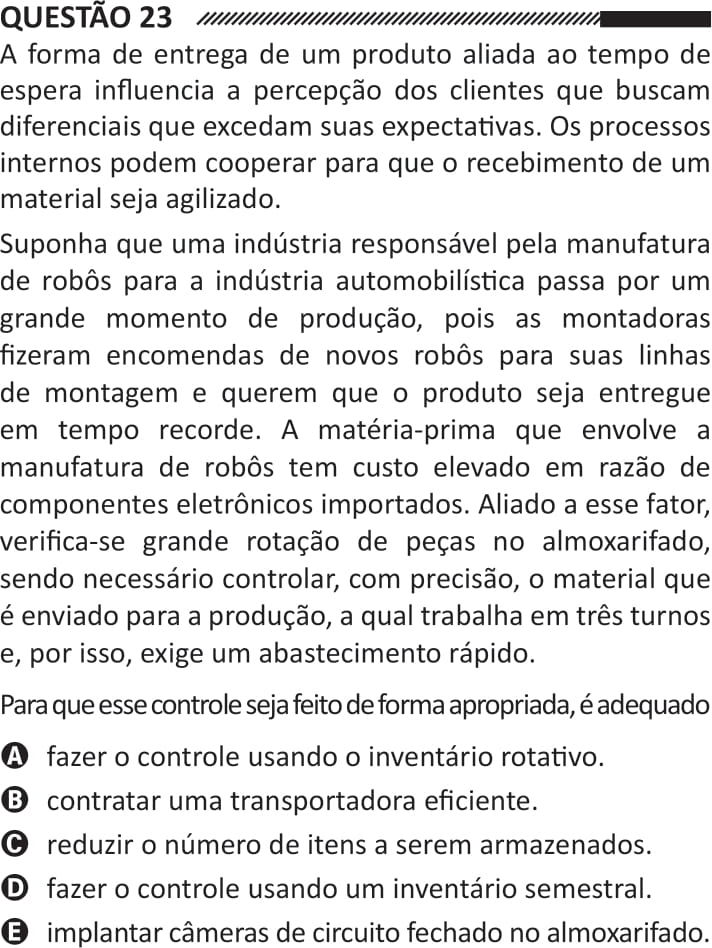 QUESTÃO 23
A forma de entrega de um produto aliada ao tempo de
espera influencia a percepção dos clientes que buscam
diferenciais que excedam suas expectativas. Os processos
internos podem cooperar para que o recebimento de um
material seja agilizado.
Suponha que uma indústria responsável pela manufatura
de robôs para a indústria automobilística passa por um
grande momento de produção, pois as montadoras
fizeram encomendas de novos robôs para suas linhas
de montagem e querem que o produto seja entregue
em tempo recorde. A matéria-prima que envolve a
manufatura de robôs tem custo elevado em razão de
componentes eletrônicos importados. Aliado a esse fator,
verifica-se grande rotação de peças no almoxarifado,
sendo necessário controlar, com precisão, o material que
é enviado para a produção, a qual trabalha em três turnos
e, por isso, exige um abastecimento rápido.
Para que esse controle seja feito de forma apropriada, é adequado
A fazer o controle usando o inventário rotativo.
B contratar uma transportadora eficiente.
C reduzir o número de itens a serem armazenados.
D fazer o controle usando um inventário semestral.
E implantar câmeras de circuito fechado no almoxarifado.